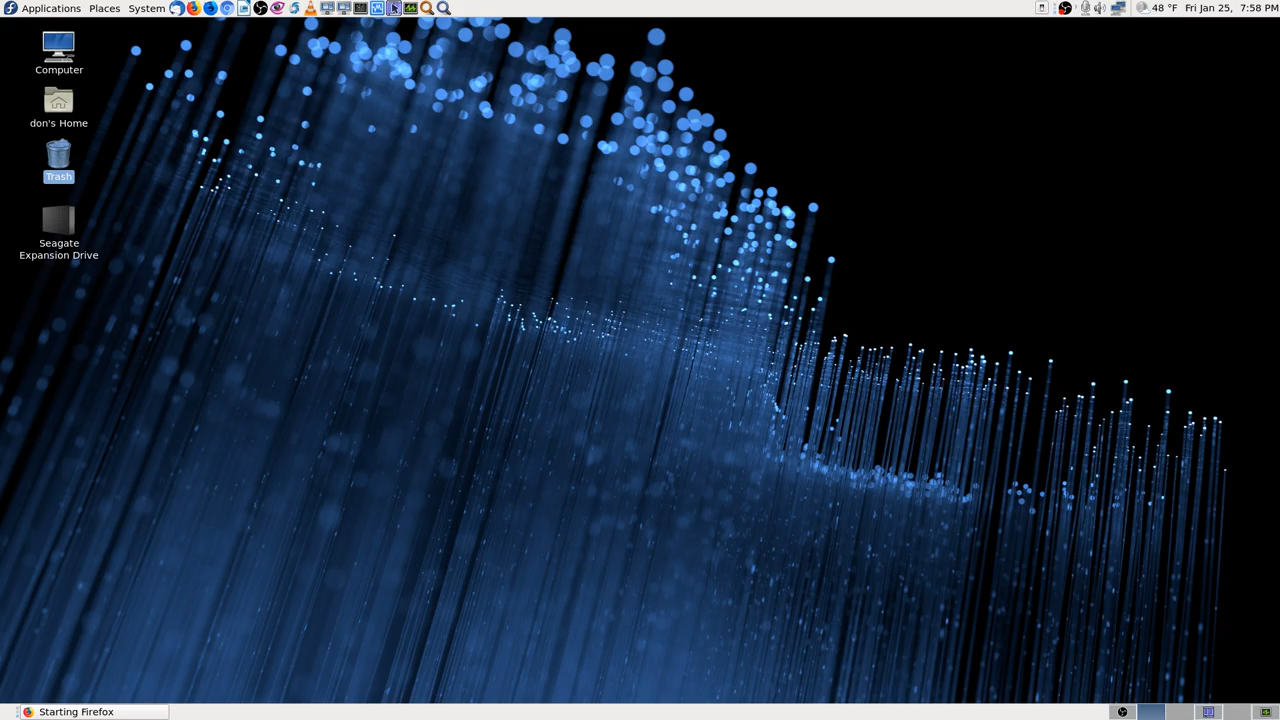 Applications Places System
48 °F Fri Jan 25, 7:58 PM
Computer
don's Home
Trash
Seagate
Expansion Drive
Starting Firefox